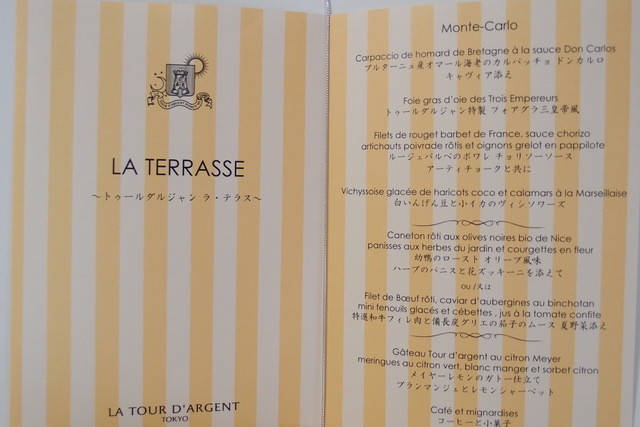 LA TERRASSE
～トゥールダルジャン ラ・テラス～
LA TOUR D'ARGENT
TOKYO
Monte-Carlo
Carpaccio de homard de Bretagne à la sauce Don Carlos
ブルターニュ産オマール海老のカルパッチョ ドンカルロ
キャヴィア添え
Foie gras d'oie des Trois Empereurs
トゥールダルジャン特製 フォアグラ三皇帝風
Filets de rouget barbet de France, sauce chorizo
artichauts poivrade rôtis et oignons grelot en pappilote
ルージェバルベのポワレ チョリソーソース
アーティチョークと共に
Vichyssoise glacée de haricots coco et calamars à la Marseillaise
白いんげん豆と小イカのヴィシソワーズ
Caneton rôti aux olives noires bio de Nice
panisses aux herbes du jardin et courgettes en fleur
幼鴨のロースト オリーブ風味
ハーブのパニスと花ズッキーニを添えて
ou /又は
Filet de Bœuf rôti, caviar d'aubergines au binchotan
mini fenouils glacés et cébettes , jus à la tomate confite
特選和牛フィレ肉と備長炭グリエの茄子のムース 夏野菜添え
Gâteau Tour d'argent au citron Meyer
meringues au citron vert, blanc manger et sorbet citron
メイヤーレモンのガトー仕立て
ブランマンジェとレモンシャーベット
Café et mignardises
コーヒーと小菓子